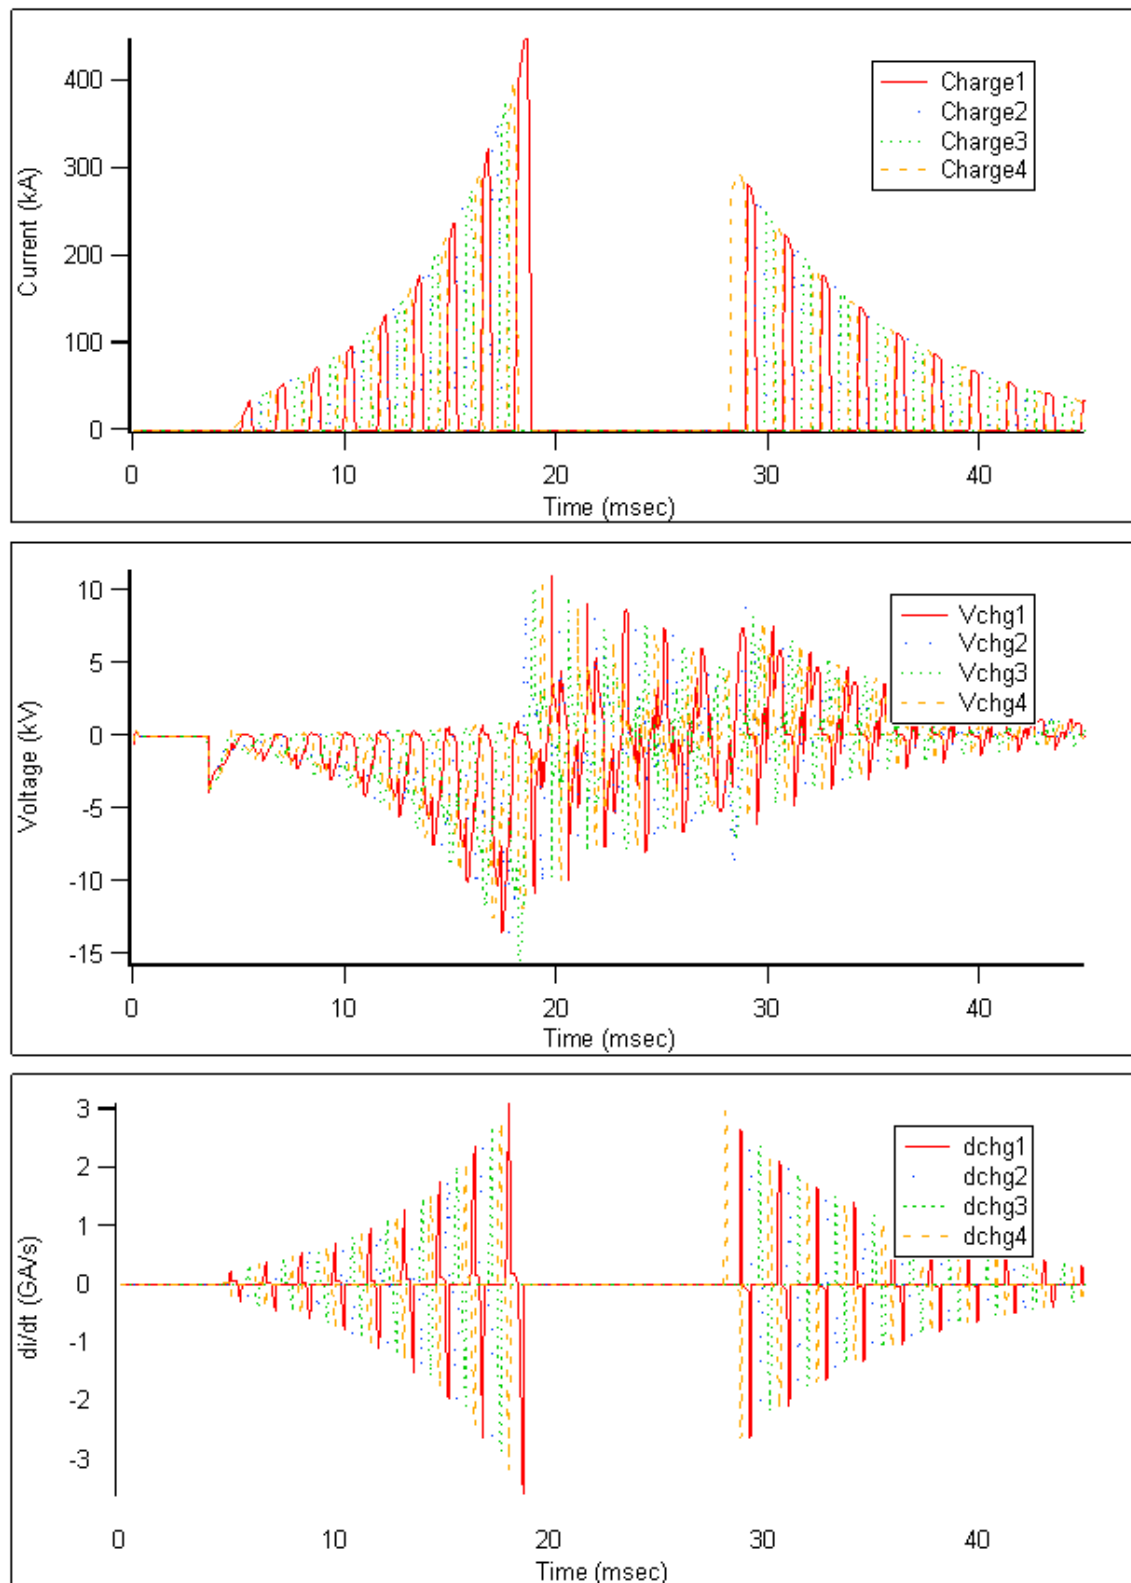 Current (kA)
400
300
200
100
0
Charge1
Charge2
Charge3
Charge4
0 10 20 30 40
Time (msec)
Voltage (kV)
10
5
0
-5
-10
-15
Vchg1
Vchg2
Vchg3
Vchg4
0 10 20 30 40
Time (msec)
di/dt (GA/s)
3
2
1
0
-1
-2
-3
dchg1
dchg2
dchg3
dchg4
0 10 20 30 40
Time (msec)